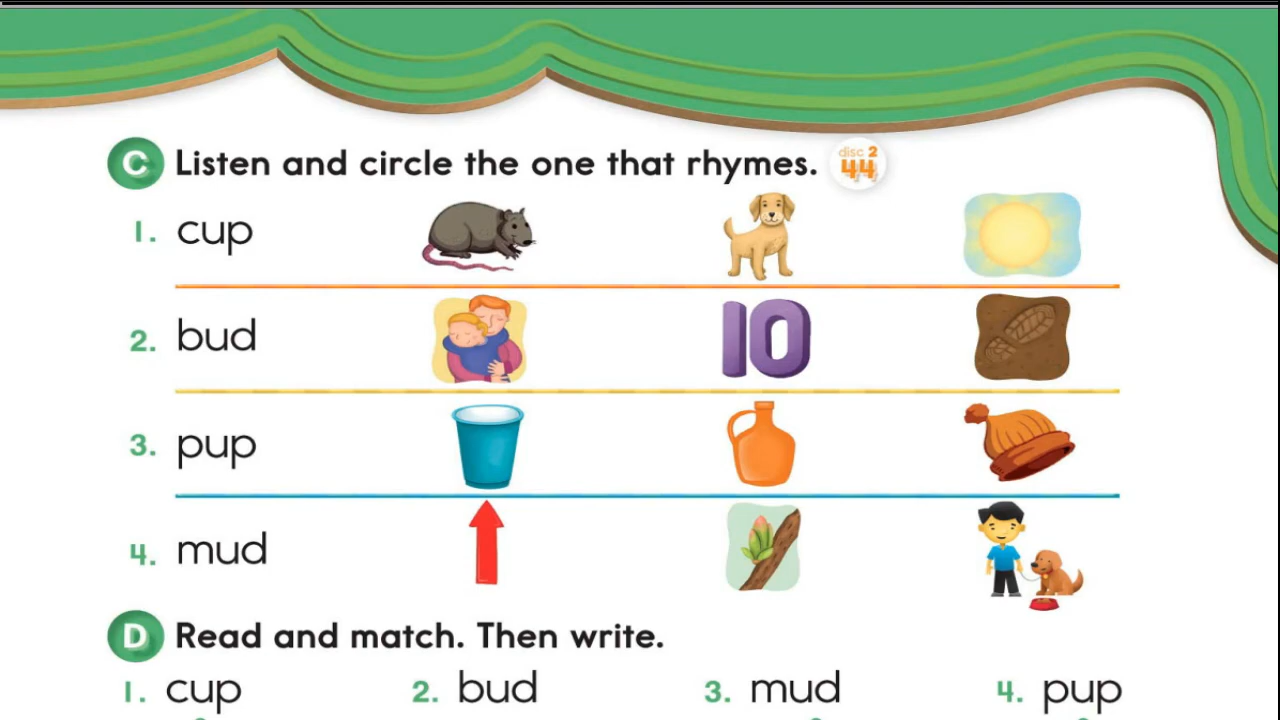 C Listen and circle the one that rhymes. disc 2 44
1. cup
2. bud 10
3. pup
4. mud
D Read and match. Then write.
1. cup 2. bud 3. mud 4. pup